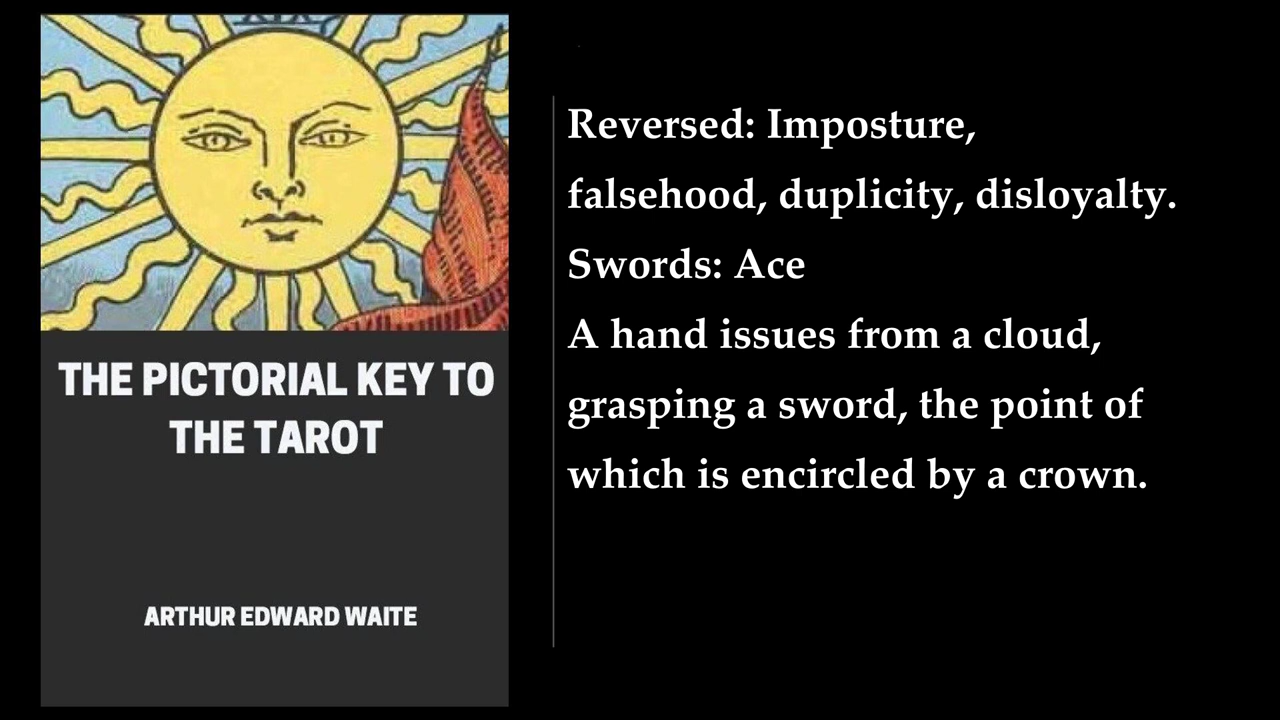 XIX
THE PICTORIAL KEY TO
THE TAROT
ARTHUR EDWARD WAITE
Reversed: Imposture,
falsehood, duplicity, disloyalty.
Swords: Ace
A hand issues from a cloud,
grasping a sword, the point of
which is encircled by a crown.